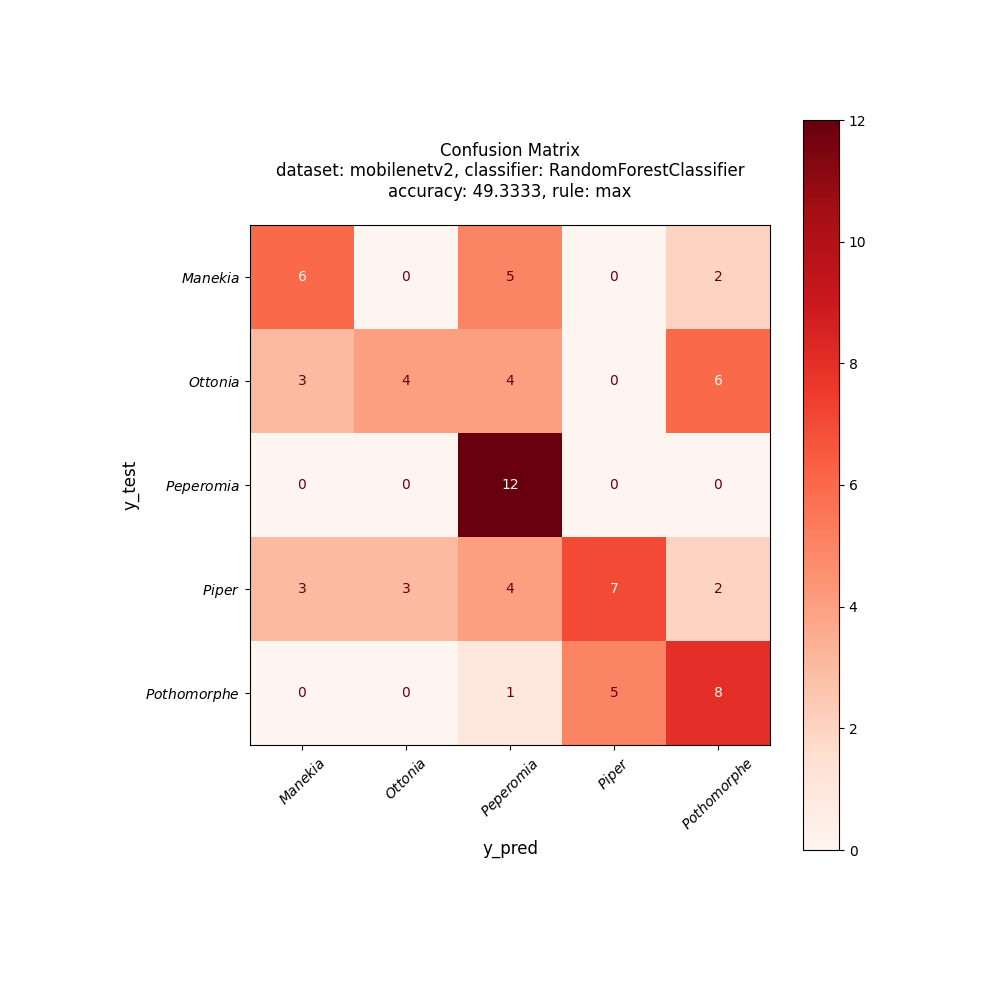 Confusion Matrix
dataset: mobilenetv2, classifier: RandomForestClassifier
accuracy: 49.3333, rule: max
y_test
Manekia 6 0 5 0 2
Ottonia 3 4 4 0 6
Peperomia 0 0 12 0 0
Piper 3 3 4 7 2
Pothomorphe 0 0 1 5 8
Manekia Ottonia Peperomia Piper Pothomorphe
y_pred
12
10
8
6
4
2
0